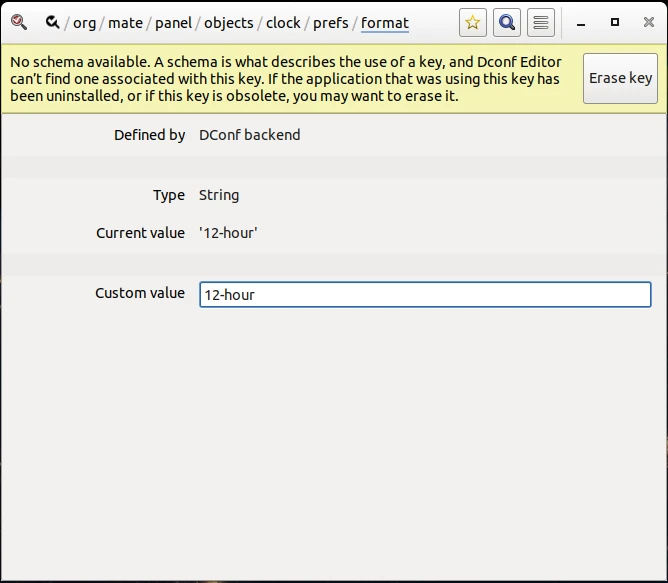 / org / mate / panel / objects / clock / prefs / format
No schema available. A schema is what describes the use of a key, and Dconf Editor
can’t find one associated with this key. If the application that was using this key has
been uninstalled, or if this key is obsolete, you may want to erase it.
Erase key
Defined by DConf backend
Type String
Current value '12-hour'
Custom value 12-hour